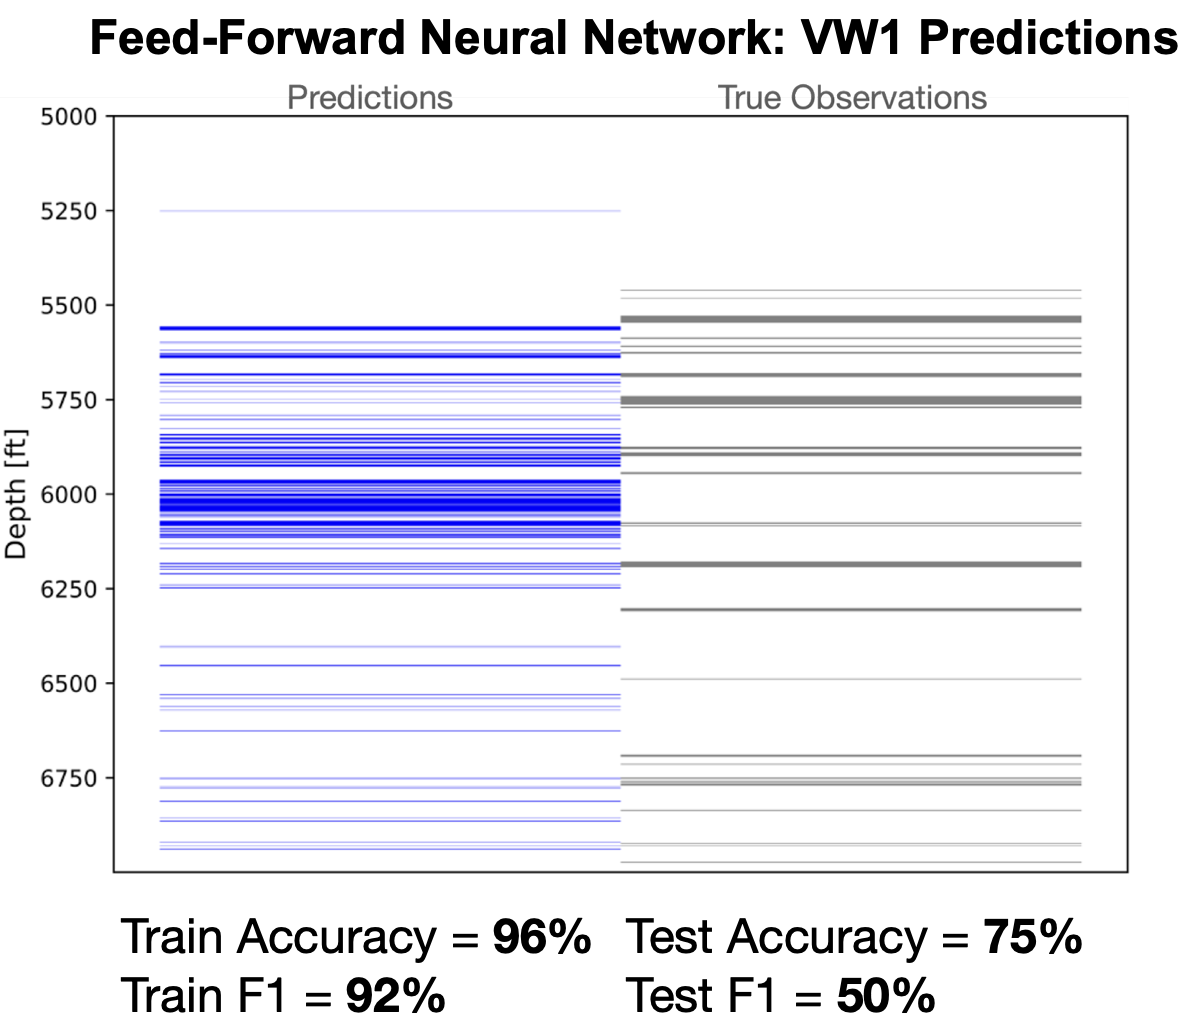 Feed-Forward Neural Network: VW1 Predictions
Predictions True Observations
5000
5250
5500
5750
6000
6250
6500
6750
Depth [ft]
Train Accuracy = 96% Test Accuracy = 75%
Train F1 = 92% Test F1 = 50%